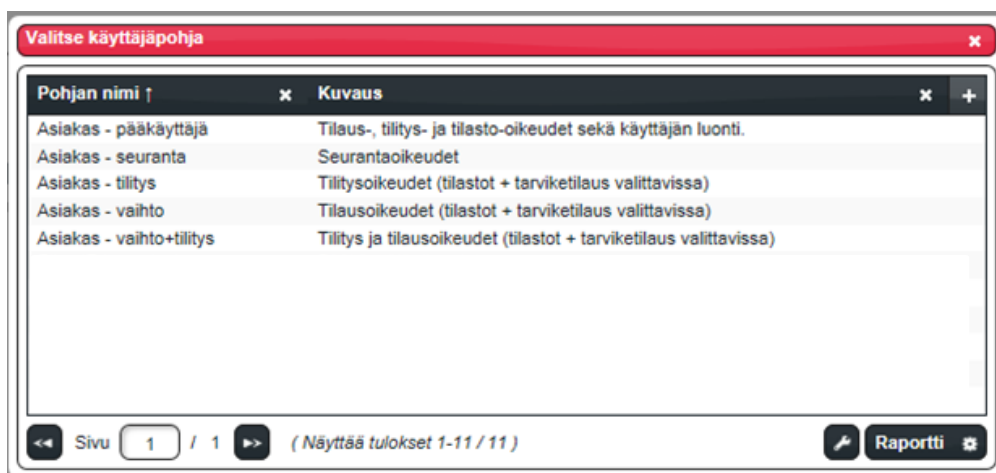 Valitse käyttäjäpohja
Pohjan nimi ↑ Kuvaus
Asiakas - pääkäyttäjä Tilaus-, tilitys- ja tilasto-oikeudet sekä käyttäjän luonti.
Asiakas - seuranta Seurantaoikeudet
Asiakas - tilitys Tilitysoikeudet (tilastot + tarviketilaus valittavissa)
Asiakas - vaihto Tilausoikeudet (tilastot + tarviketilaus valittavissa)
Asiakas - vaihto+tilitys Tilitys ja tilausoikeudet (tilastot + tarviketilaus valittavissa)
Sivu 1 / 1 ( Näyttää tulokset 1-11 / 11 ) Raportti